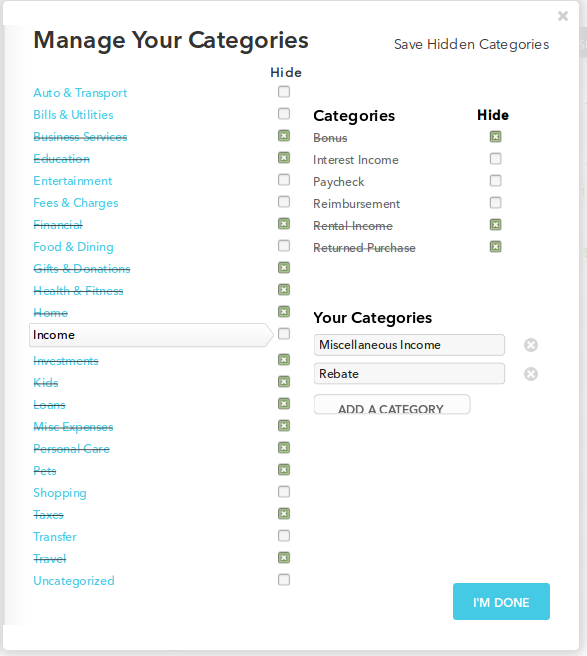 Manage Your Categories
Save Hidden Categories
Hide
Auto & Transport
Bills & Utilities
Business Services
Education
Entertainment
Fees & Charges
Financial
Food & Dining
Gifts & Donations
Health & Fitness
Home
Income
Investments
Kids
Loans
Misc Expenses
Personal Care
Pets
Shopping
Taxes
Transfer
Travel
Uncategorized
Categories Hide
Bonus
Interest Income
Paycheck
Reimbursement
Rental Income
Returned Purchase
Your Categories
Miscellaneous Income
Rebate
ADD A CATEGORY
I'M DONE